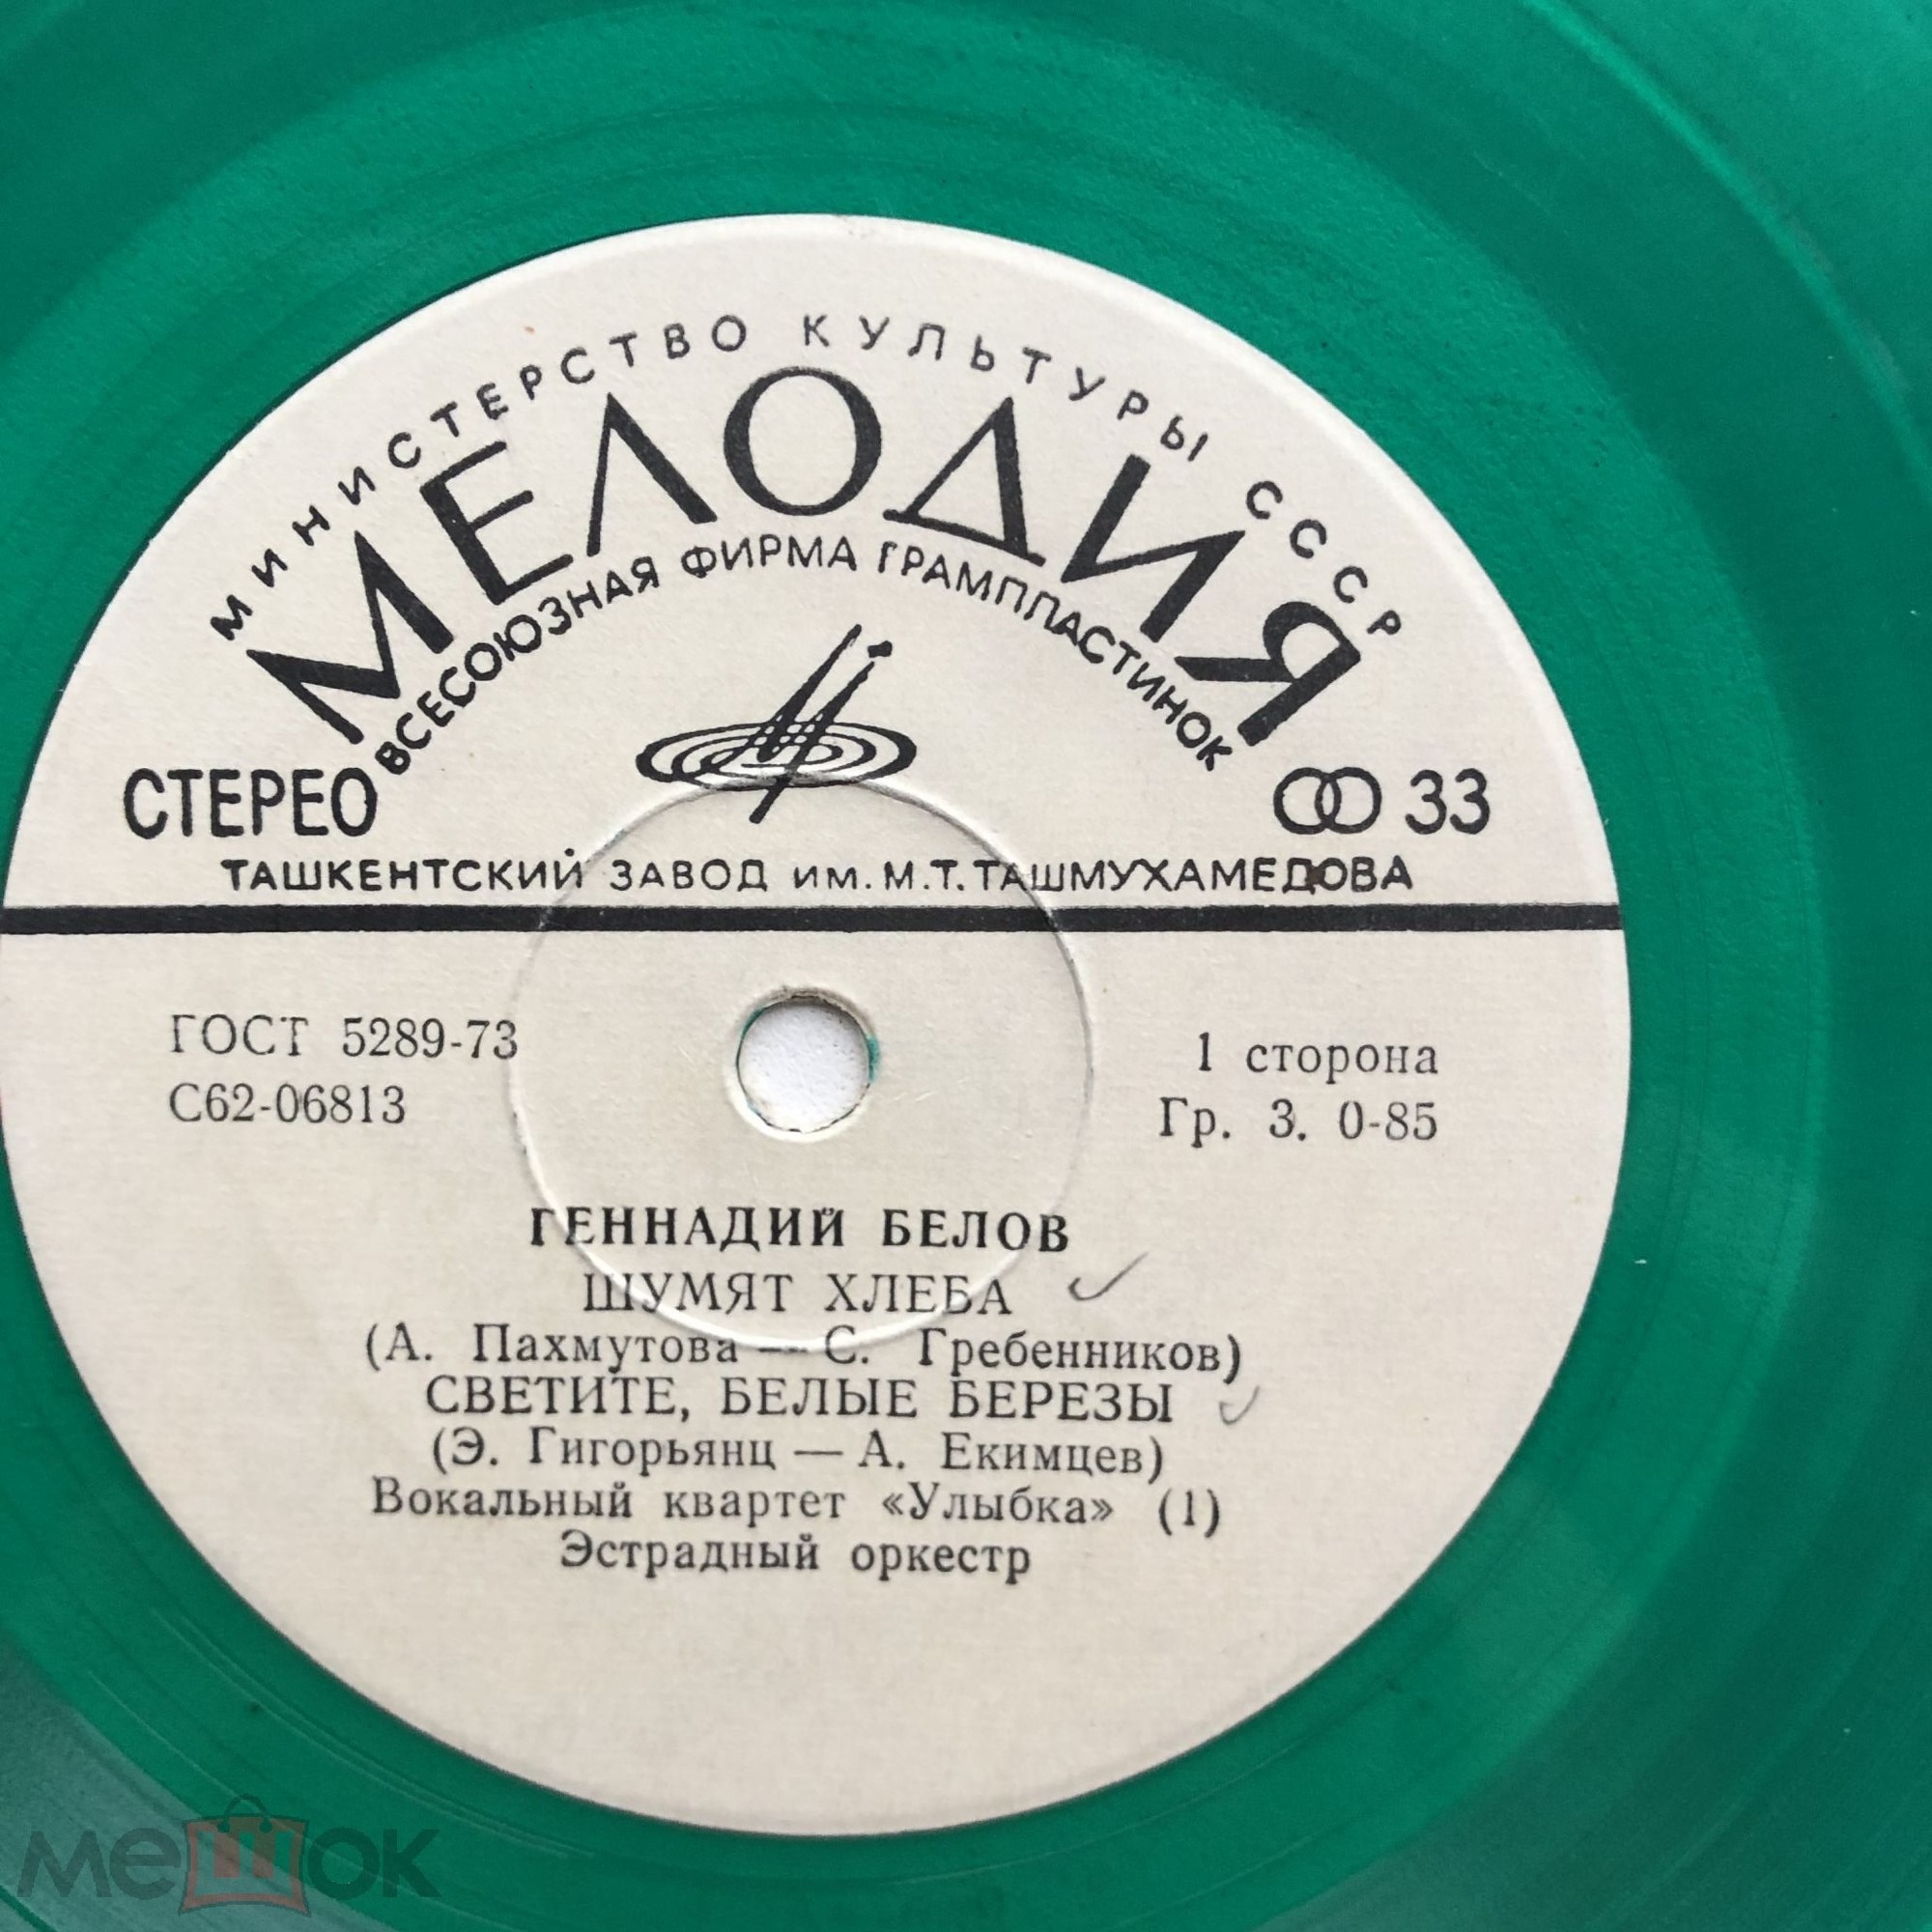 МИНИСТЕРСТВО КУЛЬТУРЫ СССР
МЕЛОДИЯ
ВСЕСОЮЗНАЯ ФИРМА ГРАМПЛАСТИНОК
СТЕРЕО
33
ТАШКЕНТСКИЙ ЗАВОД им. М.Т. ТАШМУХАМЕДОВА
ГОСТ 5289-73
С62-06813
1 сторона
Гр. 3. 0-85
ГЕННАДИЙ БЕЛОВ
ШУМЯТ ХЛЕБА
(А. Пахмутова — С. Гребенников)
СВЕТИТЕ, БЕЛЫЕ БЕРЕЗЫ
(Э. Гигорьянц — А. Екимцев)
Вокальный квартет «Улыбка» (1)
Эстрадный оркестр
мешок